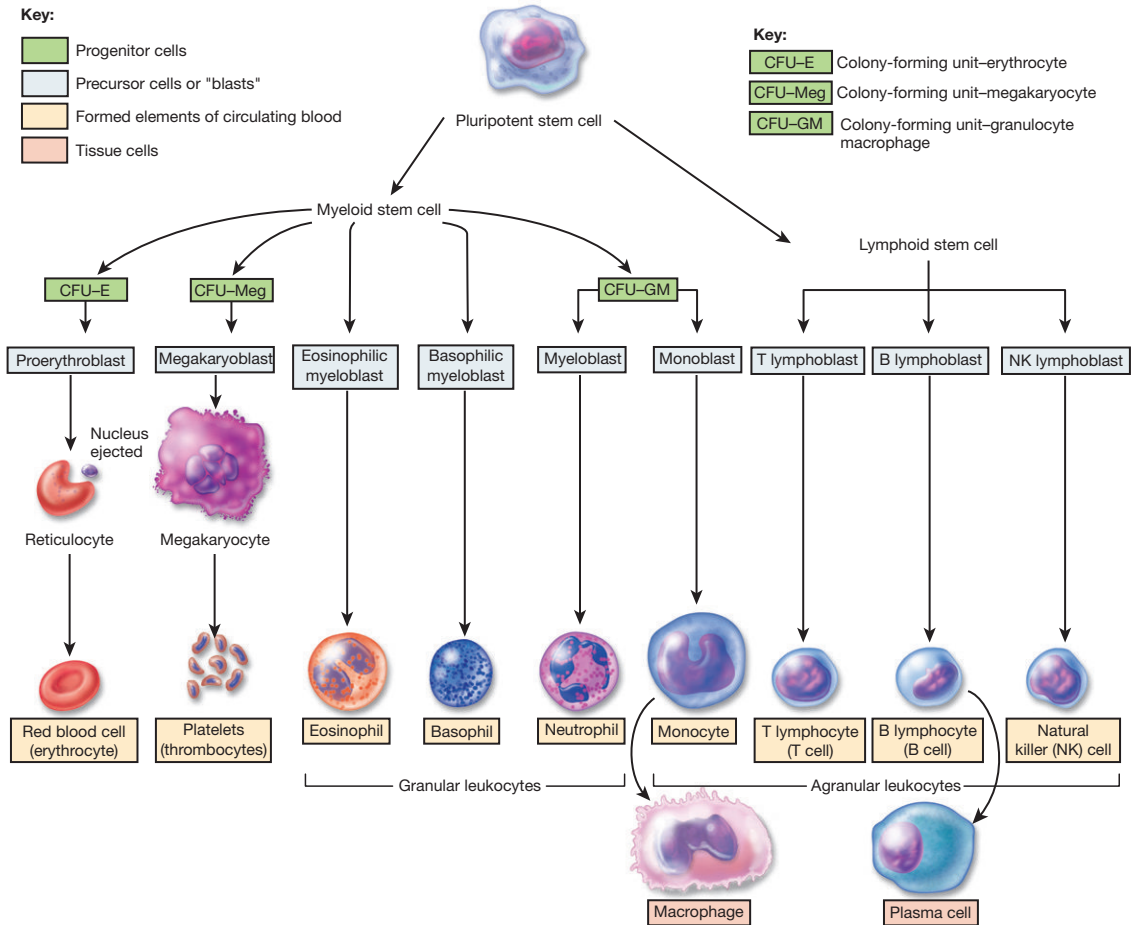 Key:
Progenitor cells
Precursor cells or "blasts"
Formed elements of circulating blood
Tissue cells
Key:
CFU–E Colony-forming unit–erythrocyte
CFU–Meg Colony-forming unit–megakaryocyte
CFU–GM Colony-forming unit–granulocyte
macrophage
Pluripotent stem cell
Myeloid stem cell
Lymphoid stem cell
CFU–E
CFU–Meg
CFU–GM
Proerythroblast
Megakaryoblast
Eosinophilic
myeloblast
Basophilic
myeloblast
Myeloblast
Monoblast
T lymphoblast
B lymphoblast
NK lymphoblast
Nucleus
ejected
Reticulocyte
Megakaryocyte
Red blood cell
(erythrocyte)
Platelets
(thrombocytes)
Eosinophil
Basophil
Neutrophil
Monocyte
T lymphocyte
(T cell)
B lymphocyte
(B cell)
Natural
killer (NK) cell
Granular leukocytes
Agranular leukocytes
Macrophage
Plasma cell